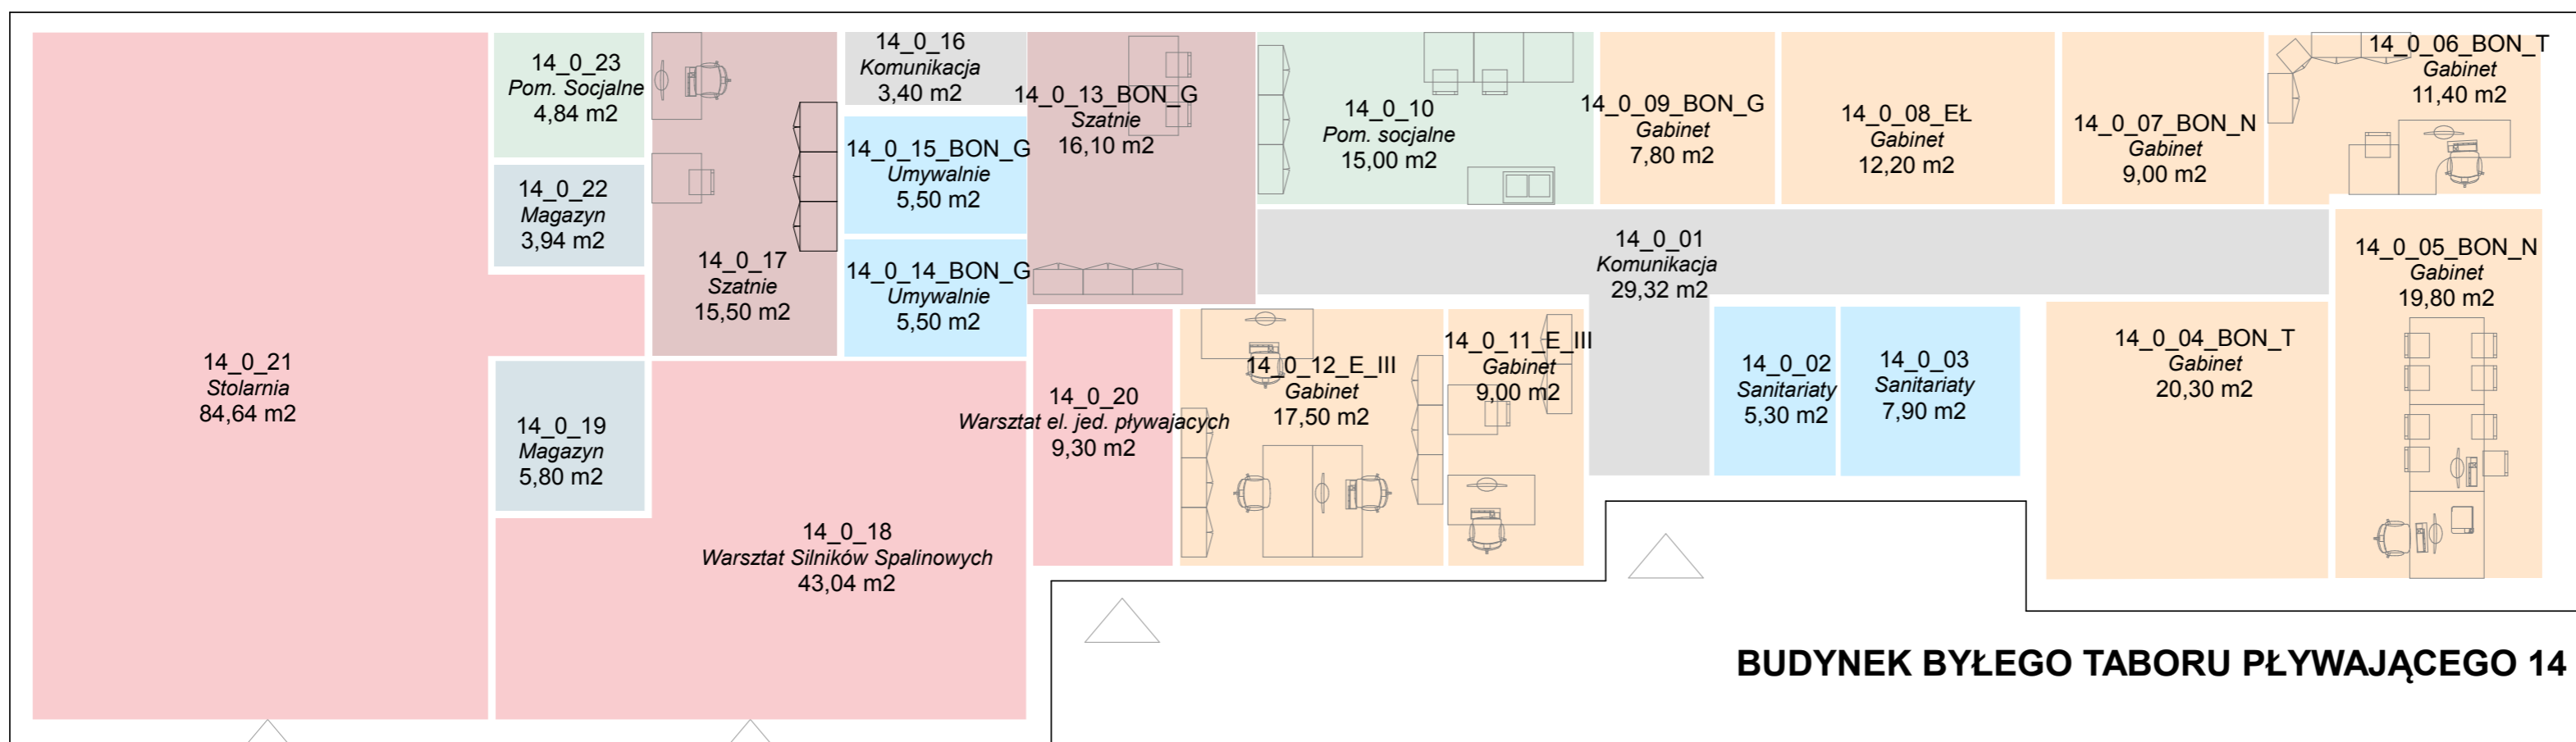 14_0_23
Pom. Socjalne
4,84 m2
14_0_16
Komunikacja
3,40 m2
14_0_13_BON_G
Szatnie
16,10 m2
14_0_10
Pom. socjalne
15,00 m2
14_0_09_BON_G
Gabinet
7,80 m2
14_0_08_EŁ
Gabinet
12,20 m2
14_0_07_BON_N
Gabinet
9,00 m2
14_0_06_BON_T
Gabinet
11,40 m2
14_0_22
Magazyn
3,94 m2
14_0_15_BON_G
Umywalnie
5,50 m2
14_0_17
Szatnie
15,50 m2
14_0_14_BON_G
Umywalnie
5,50 m2
14_0_01
Komunikacja
29,32 m2
14_0_05_BON_N
Gabinet
19,80 m2
14_0_21
Stolarnia
84,64 m2
14_0_19
Magazyn
5,80 m2
14_0_20
Warsztat el. jed. pływajacych
9,30 m2
14_0_12_E_III
Gabinet
17,50 m2
14_0_11_E_III
Gabinet
9,00 m2
14_0_02
Sanitariaty
5,30 m2
14_0_03
Sanitariaty
7,90 m2
14_0_04_BON_T
Gabinet
20,30 m2
14_0_18
Warsztat Silników Spalinowych
43,04 m2
BUDYNEK BYŁEGO TABORU PŁYWAJĄCEGO 14